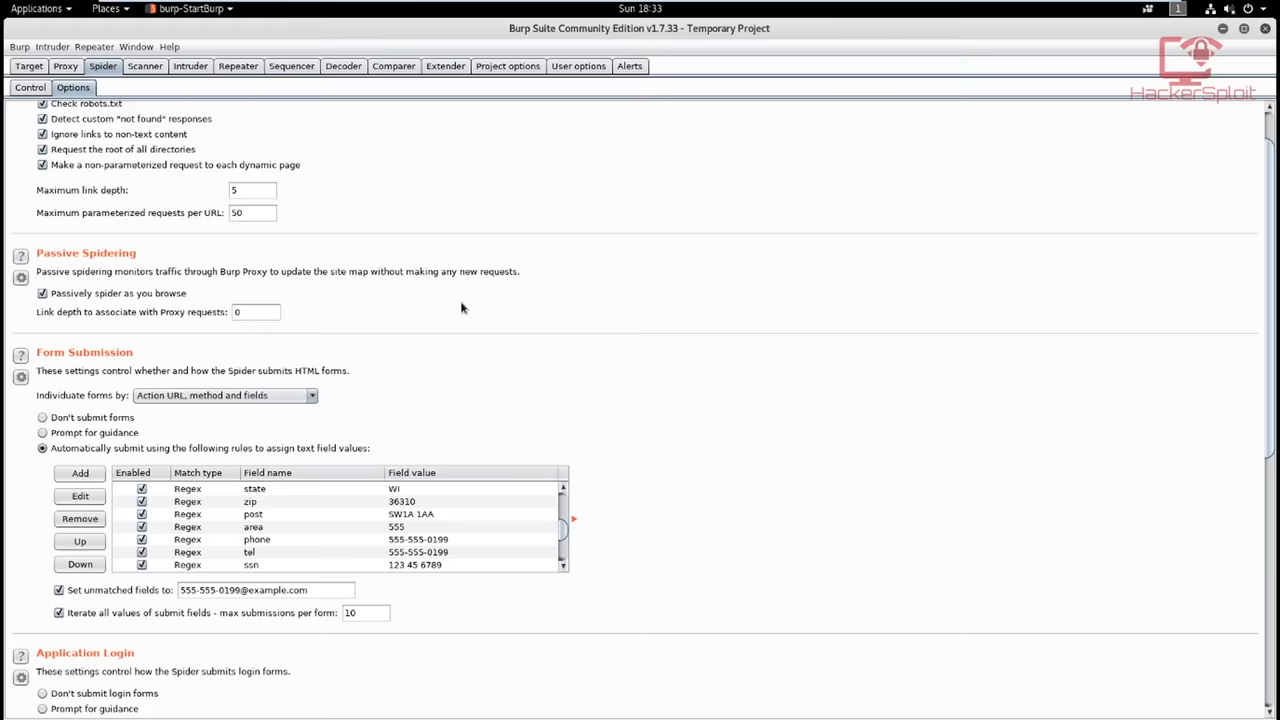 Applications Places burp-StartBurp Sun 18:33 1
Burp Suite Community Edition v1.7.33 - Temporary Project
Burp Intruder Repeater Window Help
HackerSploit
Target Proxy Spider Scanner Intruder Repeater Sequencer Decoder Comparer Extender Project options User options Alerts
Control Options
Check robots.txt
Detect custom "not found" responses
Ignore links to non-text content
Request the root of all directories
Make a non-parameterized request to each dynamic page
Maximum link depth: 5
Maximum parameterized requests per URL: 50
? Passive Spidering
Passive spidering monitors traffic through Burp Proxy to update the site map without making any new requests.
Passively spider as you browse
Link depth to associate with Proxy requests: 0
? Form Submission
These settings control whether and how the Spider submits HTML forms.
Individuate forms by: Action URL, method and fields
Don't submit forms
Prompt for guidance
Automatically submit using the following rules to assign text field values:
Add Enabled Match type Field name Field value
Regex state WI
Edit Regex zip 36310
Regex post SW1A 1AA
Remove Regex area 555
Up Regex phone 555-555-0199
Regex tel 555-555-0199
Down Regex ssn 123 45 6789
Set unmatched fields to: 555-555-0199@example.com
Iterate all values of submit fields - max submissions per form: 10
? Application Login
These settings control how the Spider submits login forms.
Don't submit login forms
Prompt for guidance